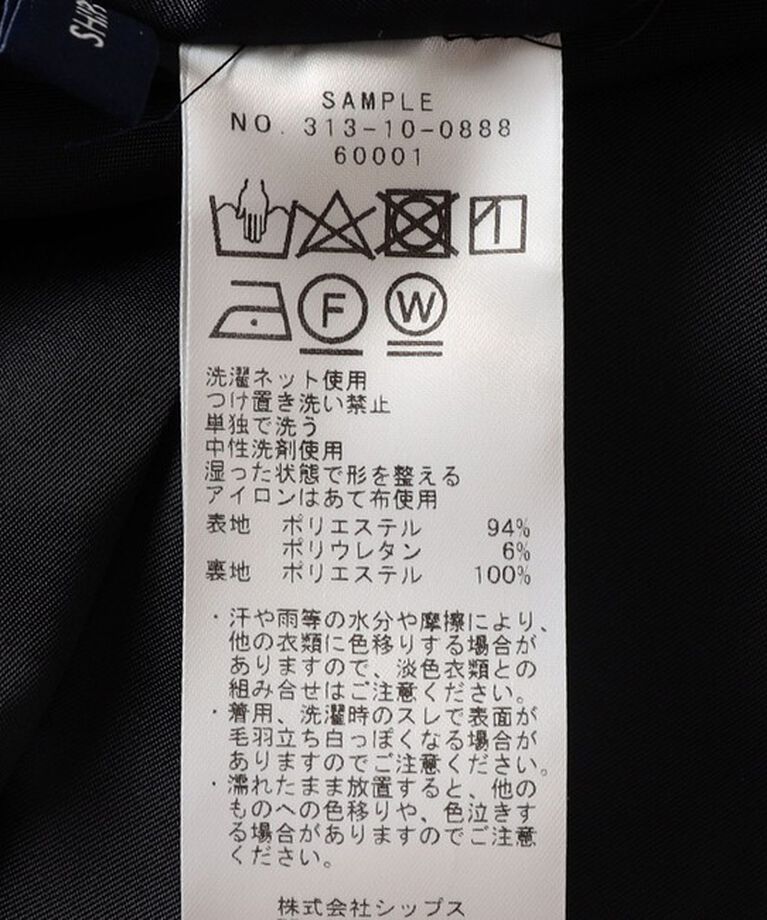 SAMPLE
NO. 313-10-0888
60001
F
W
洗濯ネット使用
つけ置き洗い禁止
単独で洗う
中性洗剤使用
湿った状態で形を整える
アイロンはあて布使用
表地 ポリエステル 94%
ポリウレタン 6%
裏地 ポリエステル 100%
・汗や雨等の水分や摩擦により、
他の衣類に色移りする場合が
ありますので、淡色衣類との
組み合せはご注意ください。
・着用、洗濯時のスレで表面が
毛羽立ち白っぽくなる場合が
ありますのでご注意ください。
・濡れたまま放置すると、他の
ものへの色移りや、色泣きす
る場合がありますのでご注意
ください。
株式会社シップス